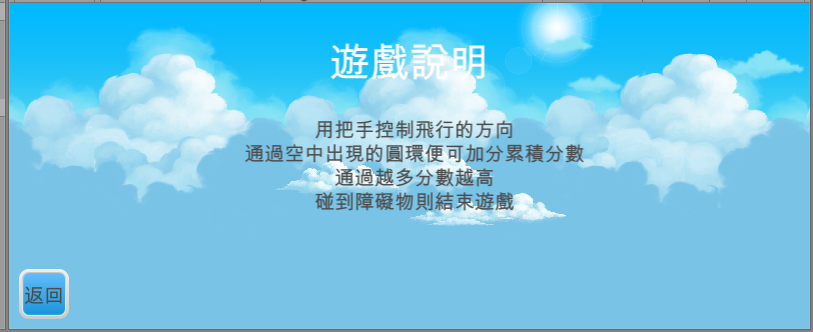 遊戲說明
用把手控制飛行的方向
通過空中出現的圓環便可加分累積分數
通過越多分數越高
碰到障礙物則結束遊戲
返回